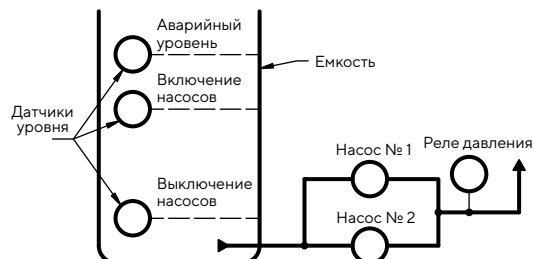 Аварийный
уровень
Емкость
Включение
насосов
Датчики
уровня
Насос № 1
Реле давления
Выключение
насосов
Насос № 2